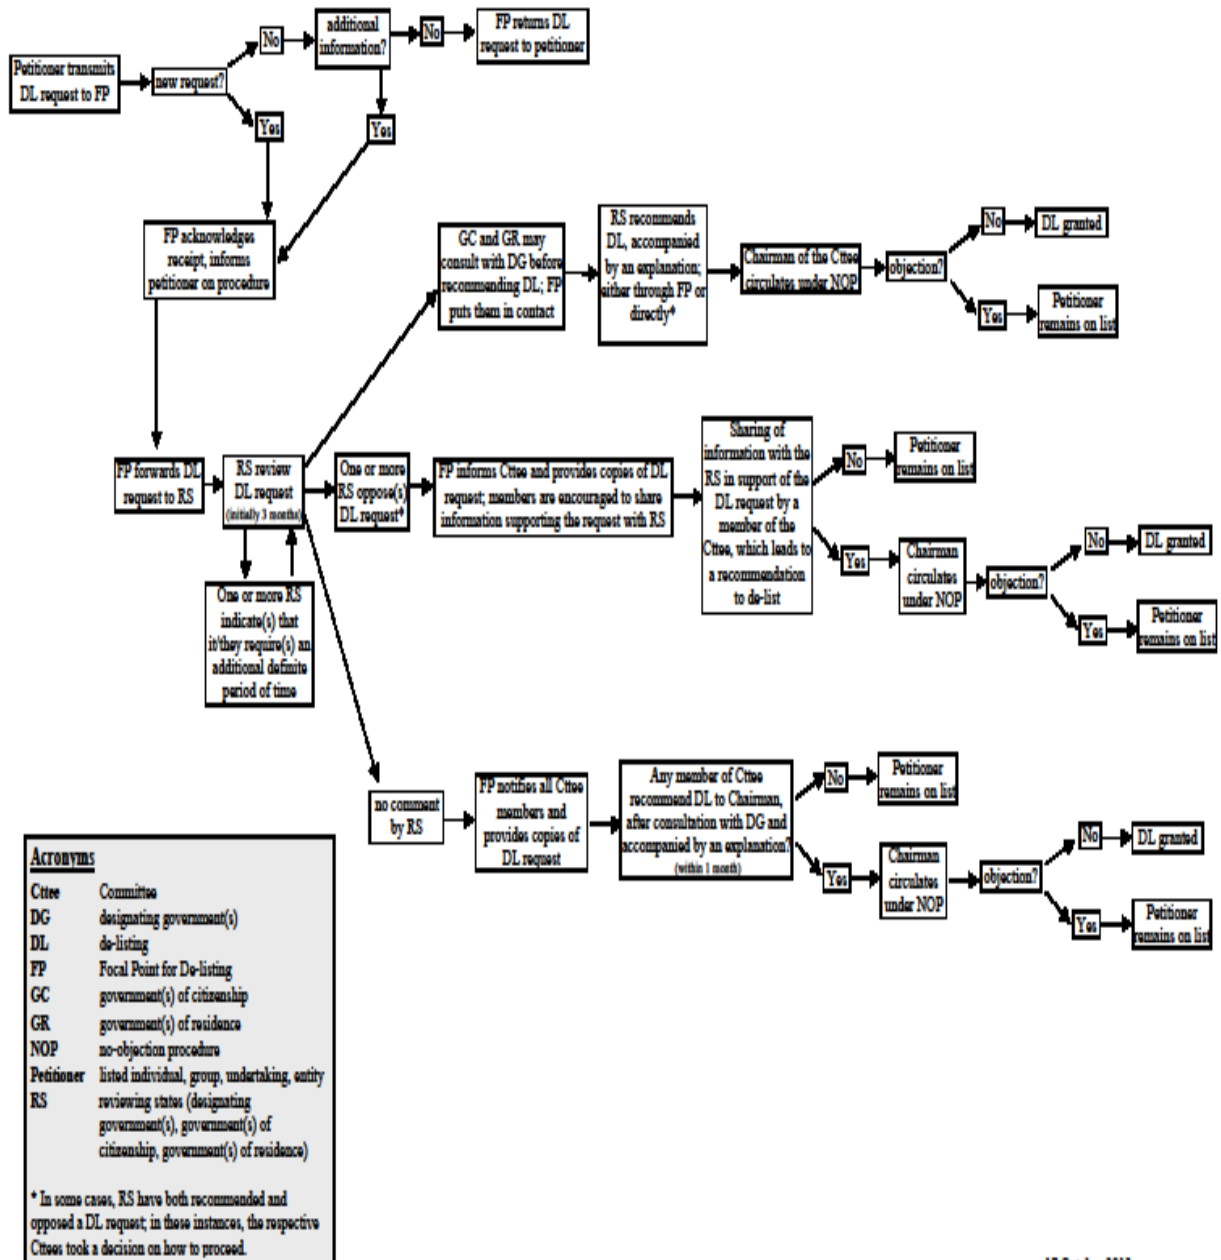 Petitioner transmits
DL request to FP
new request?
No
additional
information?
No
FP returns DL
request to petitioner
Yes
Yes
FP acknowledges
receipt, informs
petitioner on procedure
GC and GR may
consult with DG before
recommending DL; FP
puts them in contact
RS recommends
DL, accompanied
by an explanation;
either through FP or
directly*
Chairman of the Cttee
circulates under NOP
objection?
No
DL granted
Yes
Petitioner
remains on list
FP forwards DL
request to RS
RS review
DL request
(initially 3 months)
One or more
RS oppose(s)
DL request*
FP informs Cttee and provides copies of DL
request; members are encouraged to share
information supporting the request with RS
Sharing of
information with the
RS in support of the
DL request by a
member of the
Cttee, which leads to
a recommendation
to de-list
No
Petitioner
remains on list
Yes
Chairman
circulates
under NOP
objection?
No
DL granted
Yes
Petitioner
remains on list
One or more RS
indicate(s) that
it/they require(s) an
additional definite
period of time
no comment
by RS
FP notifies all Cttee
members and
provides copies of
DL request
Any member of Cttee
recommend DL to Chairman,
after consultation with DG and
accompanied by an explanation?
(within 1 month)
No
Petitioner
remains on list
Yes
Chairman
circulates
under NOP
objection?
No
DL granted
Yes
Petitioner
remains on list
Acronyms
Cttee Committee
DG designating government(s)
DL de-listing
FP Focal Point for De-listing
GC government(s) of citizenship
GR government(s) of residence
NOP no-objection procedure
Petitioner listed individual, group, undertaking, entity
RS reviewing states (designating
government(s), government(s) of
citizenship, government(s) of residence)
* In some cases, RS have both recommended and
opposed a DL request; in these instances, the respective
Cttees took a decision on how to proceed.